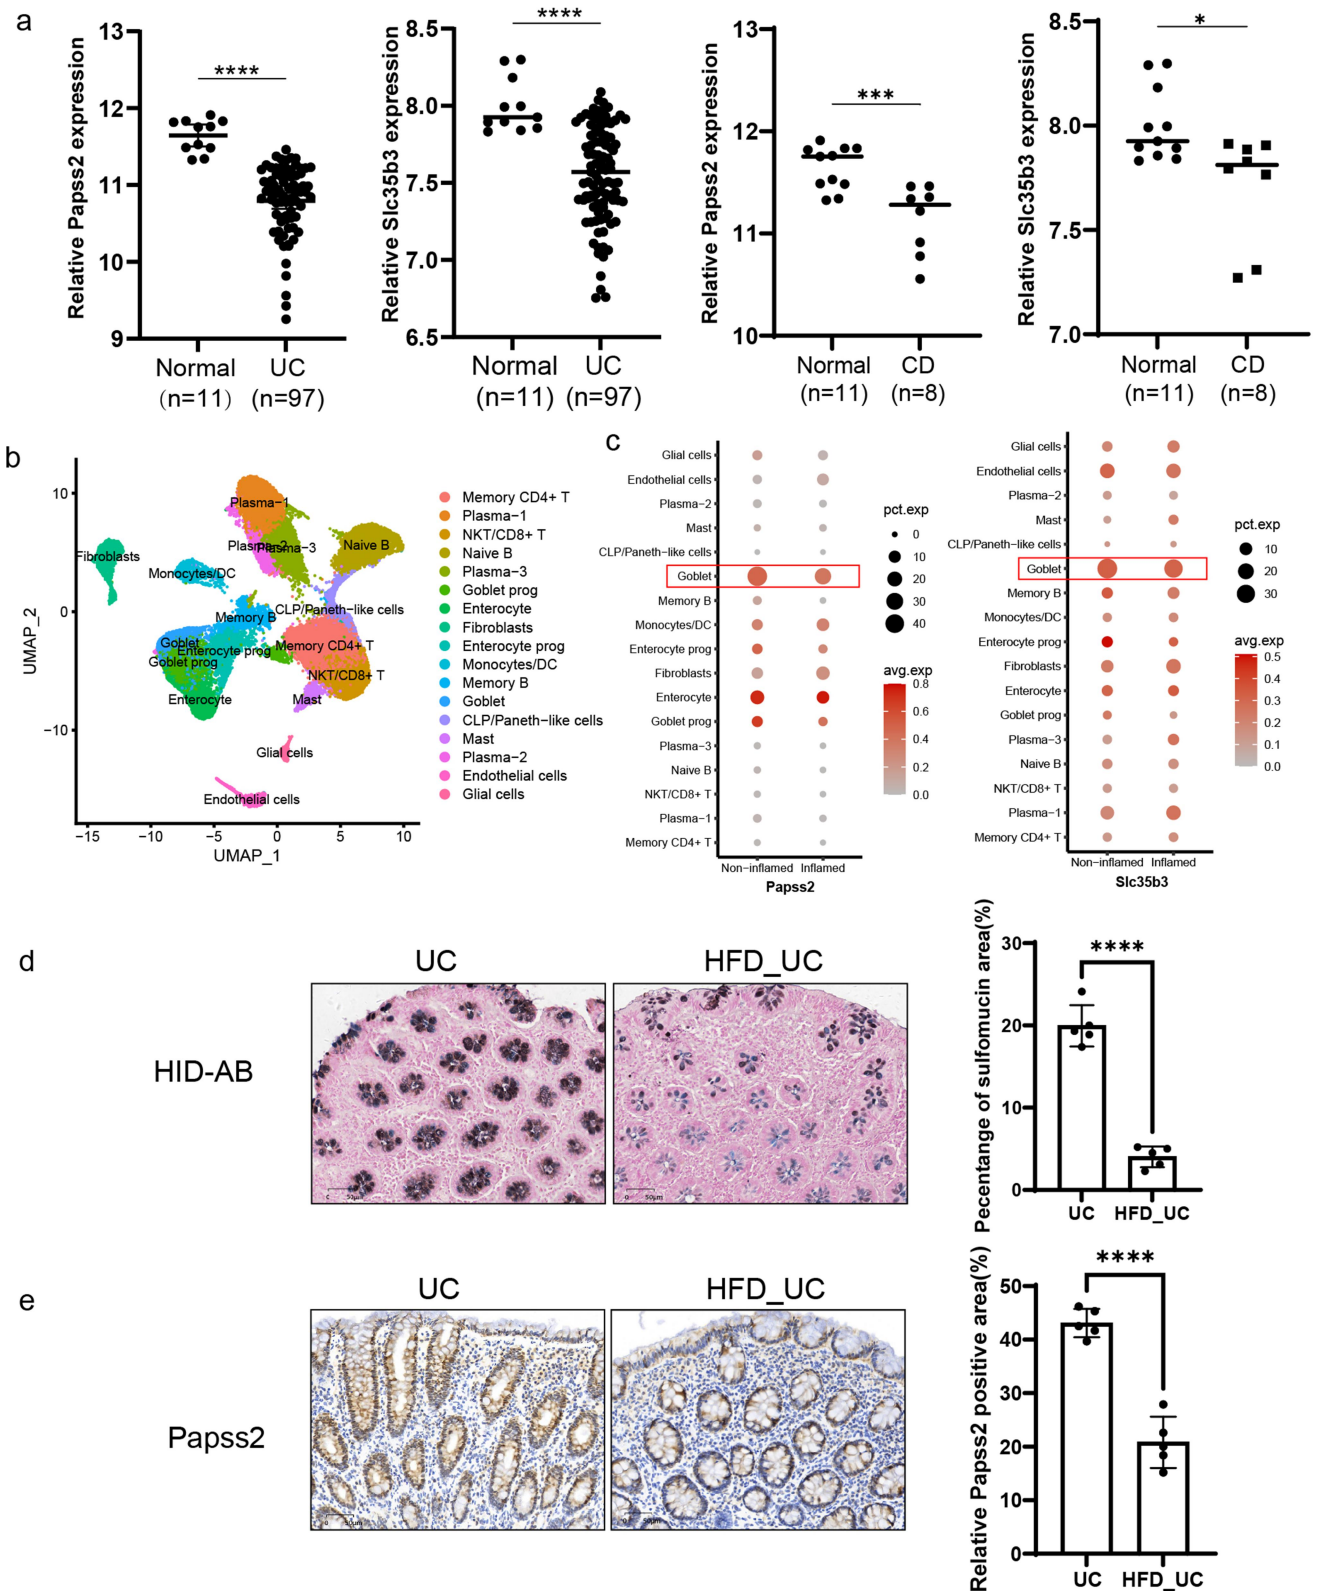 a
Relative Papss2 expression
13
12
11
10
9
****
Normal
(n=11)
UC
(n=97)
Relative Slc35b3 expression
8.5
8.0
7.5
7.0
6.5
****
Normal
(n=11)
UC
(n=97)
Relative Papss2 expression
13
12
11
10
***
Normal
(n=11)
CD
(n=8)
Relative Slc35b3 expression
8.5
8.0
7.5
7.0
*
Normal
(n=11)
CD
(n=8)
b
UMAP_2
10
0
−10
Plasma−1
Plasma−2
Plasma−3
Naive B
Fibroblasts
Monocytes/DC
CLP/Paneth−like cells
Memory B
Goblet
Enterocyte prog
Memory CD4+ T
Goblet prog
NKT/CD8+ T
Enterocyte
Mast
Glial cells
Endothelial cells
−15
−10
−5
0
5
10
UMAP_1
Memory CD4+ T
Plasma−1
NKT/CD8+ T
Naive B
Plasma−3
Goblet prog
Enterocyte
Fibroblasts
Enterocyte prog
Monocytes/DC
Memory B
Goblet
CLP/Paneth−like cells
Mast
Plasma−2
Endothelial cells
Glial cells
c
Glial cells
Endothelial cells
Plasma−2
Mast
CLP/Paneth−like cells
Goblet
Memory B
Monocytes/DC
Enterocyte prog
Fibroblasts
Enterocyte
Goblet prog
Plasma−3
Naive B
NKT/CD8+ T
Plasma−1
Memory CD4+ T
Non−inflamed
Inflamed
Papss2
pct.exp
0
10
20
30
40
avg.exp
0.8
0.6
0.4
0.2
0.0
Glial cells
Endothelial cells
Plasma−2
Mast
CLP/Paneth−like cells
Goblet
Memory B
Monocytes/DC
Enterocyte prog
Fibroblasts
Enterocyte
Goblet prog
Plasma−3
Naive B
NKT/CD8+ T
Plasma−1
Memory CD4+ T
Non−inflamed
Inflamed
Slc35b3
pct.exp
10
20
30
avg.exp
0.5
0.4
0.3
0.2
0.1
0.0
d
UC
HFD_UC
HID-AB
0 50μm
0 50μm
Pecentange of sulfomucin area(%)
30
20
10
0
****
UC
HFD_UC
e
UC
HFD_UC
Papss2
0 50μm
0 50μm
Relative Papss2 positive area(%)
50
40
30
20
10
0
****
UC
HFD_UC